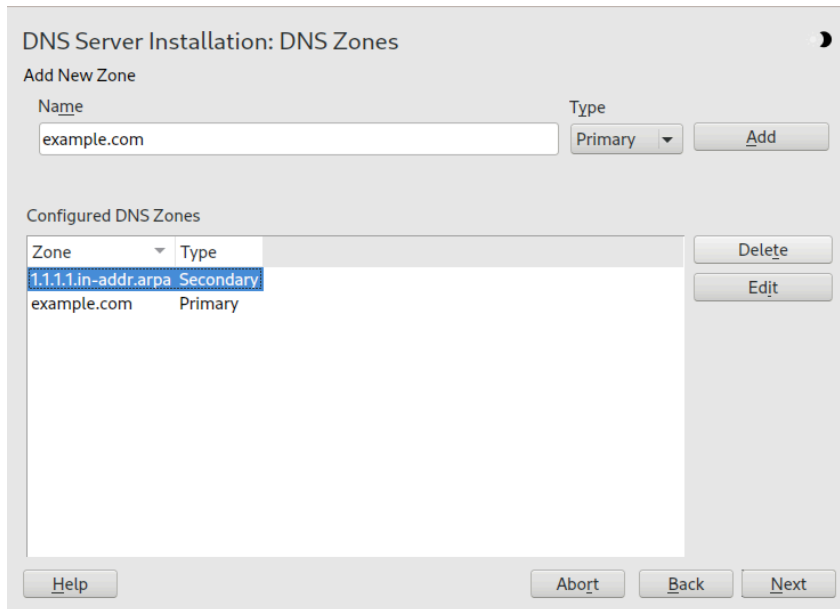 DNS Server Installation: DNS Zones
Add New Zone
Name Type
example.com Primary Add
Configured DNS Zones
Zone Type Delete
1.1.1.1.in-addr.arpa Secondary Edit
example.com Primary
Help Abort Back Next